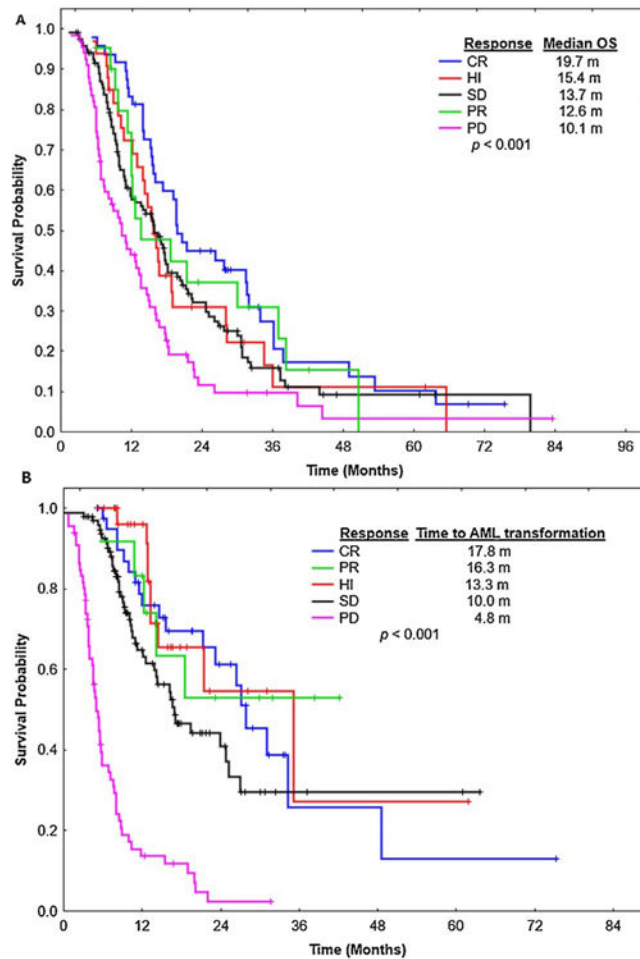 A
Survival Probability
1.0
0.9
0.8
0.7
0.6
0.5
0.4
0.3
0.2
0.1
0.0
Response Median OS
CR 19.7 m
HI 15.4 m
SD 13.7 m
PR 12.6 m
PD 10.1 m
p < 0.001
0 12 24 36 48 60 72 84 96
Time (Months)
B
Survival Probability
1.0
0.8
0.6
0.4
0.2
0.0
Response Time to AML transformation
CR 17.8 m
PR 16.3 m
HI 13.3 m
SD 10.0 m
PD 4.8 m
p < 0.001
0 12 24 36 48 60 72 84
Time (Months)